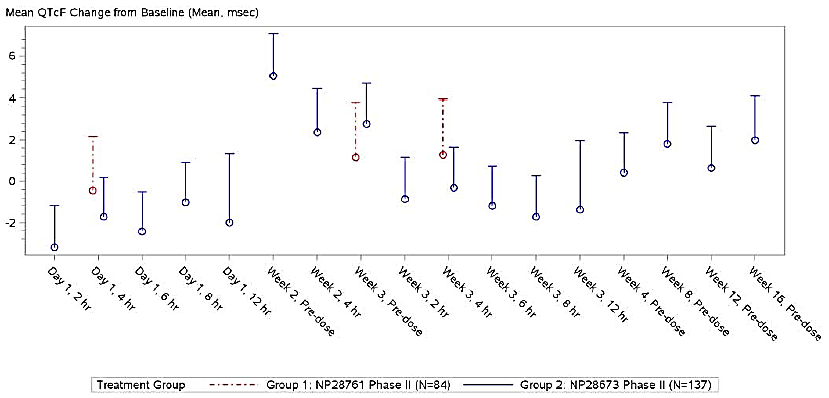 Mean QTcF Change from Baseline (Mean, msec)
6
4
2
0
-2
Day 1, 2 hr
Day 1, 4 hr
Day 1, 6 hr
Day 1, 8 hr
Day 1, 12 hr
Week 2, Pre-dose
Week 2, 4 hr
Week 3, Pre-dose
Week 3, 2 hr
Week 3, 4 hr
Week 3, 6 hr
Week 3, 8 hr
Week 3, 12 hr
Week 4, Pre-dose
Week 8, Pre-dose
Week 12, Pre-dose
Week 16, Pre-dose
Treatment Group
Group 1; NP28761 Phase II (N=84)
Group 2; NP28673 Phase II (N=137)